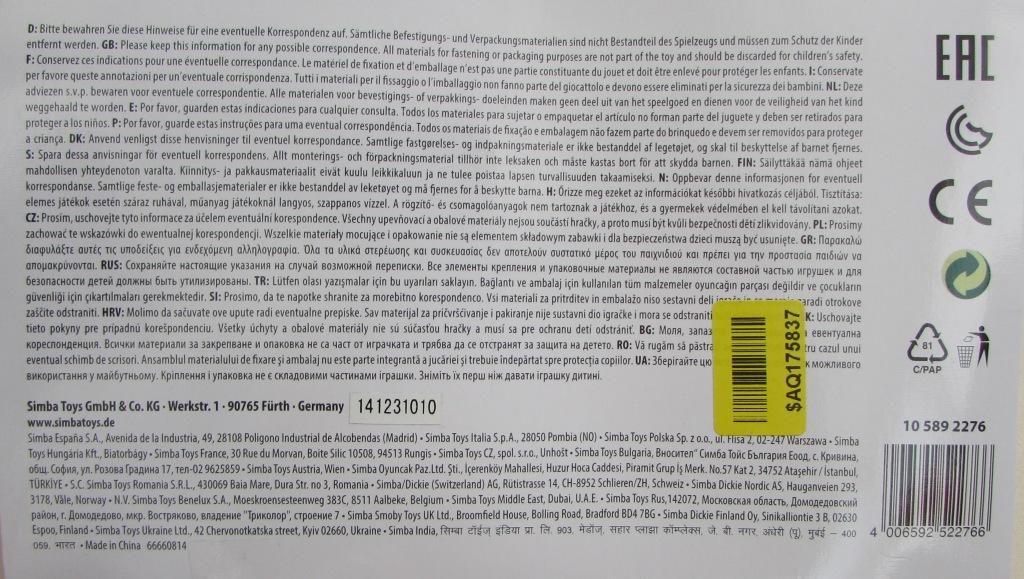 D: Bitte bewahren Sie diese Hinweise für eine eventuelle Korrespondenz auf. Sämtliche Befestigungs- und Verpackungsmaterialien sind nicht Bestandteil des Spielzeugs und müssen zum Schutz der Kinder
entfernt werden. GB: Please keep this information for any possible correspondence. All materials for fastening or packaging purposes are not part of the toy and should be discarded for children's safety.
F: Conservez ces indications pour une éventuelle correspondance. Le matériel de fixation et d'emballage n'est pas une partie constituante du jouet et doit être enlevé pour protéger les enfants. I: Conservate
per favore queste annotazioni per un'eventuale corrispondenza. Tutti i materiali per il fissaggio o l'imballaggio non fanno parte del giocattolo e devono essere eliminati per la sicurezza dei bambini. NL: Deze
adviezen s.v.p. bewaren voor eventuele correspondentie. Alle materialen voor bevestigings- of verpakkings- doeleinden maken geen deel uit van het speelgoed en dienen voor de veiligheid van het kind
weggehaald te worden. E: Por favor, guarden estas indicaciones para cualquier consulta. Todos los materiales para sujetar o empaquetar el artículo no forman parte del juguete y deben ser retirados para
proteger a los niños. P: Por favor, guarde estas instruções para uma eventual correspondência. Todos os materiais de fixação e embalagem não fazem parte do brinquedo e devem ser removidos para proteger
a criança. DK: Anvend venligst disse henvisninger til eventuel korrespondance. Samtlige fastgørelses- og indpakningsmateriale er ikke bestanddel af legetøjet, og skal til beskyttelse af barnet fjernes.
S: Spara dessa anvisningar för eventuell korrespondens. Allt monterings- och förpackningsmaterial tillhör inte leksaken och måste kastas bort för att skydda barnen. FIN: Säilyttäkää nämä ohjeet
mahdollisen yhteydenoton varalta. Kiinnitys- ja pakkausmateriaalit eivät kuulu leikkikaluun ja ne tulee poistaa lapsen turvallisuuden takaamiseksi. N: Oppbevar denne informasjonen for eventuell
korrespondanse. Samtlige feste- og emballasjematerialer er ikke bestanddel av leketøyet og må fjernes for å beskytte barna. H: Őrizze meg ezeket az információkat későbbi hivatkozás céljából. Tisztítása:
elemes játékok esetén száraz ruhával, műanyag játékoknál langyos, szappanos vízzel. A rögzítő- és csomagolóanyagok nem tartoznak a játékhoz, és a gyermekek védelmében el kell távolítani azokat.
CZ: Prosim, uschovejte tyto informace za účelem eventuální korespondence. Všechny upevňovací a obalové materiály nejsou součástí hračky, a proto musí být kvůli bezpečnosti dětí zlikvidovány. PL: Prosimy
zachować te wskazówki do ewentualnej korespondencji. Wszelkie materiały mocujące i opakowanie nie są elementem składowym zabawki i dla bezpieczeństwa dzieci muszą być usunięte. GR: Παρακαλώ
διαφυλάξτε αυτές τις υποδείξεις για ενδεχόμενη αλληλογραφία. Όλα τα υλικά στερέωσης και συσκευασίας δεν αποτελούν συστατικό μέρος του παιχνιδιού και πρέπει για την προστασία παιδιών να
απομακρύνονται. RUS: Сохраняйте настоящие указания на случай возможной переписки. Все элементы крепления и упаковочные материалы не являются составной частью игрушек и для
безопасности детей должны быть утилизированы. TR: Lütfen olası yazışmalar için bu uyarıları saklayın. Bağlantı ve ambalaj için kullanılan tüm malzemeler oyuncağın parçası değildir ve çocukların
güvenliği için çıkartılmaları gerekmektedir. SI: Prosimo, da te napotke shranite za morebitno korespondenco. Vsi materiali za pritrditev in embalažo niso sestavni deli zaradi otrokove
zaščite odstraniti. HRV: Molimo da sačuvate ove upute radi eventualne prepiske. Sav materijal za pričvršćivanje i pakiranje nije sustavni dio igračke i mora se odstraniti K: Uschovajte
tieto pokyny pre prípadnú korešpondenciu. Všetky úchyty a obalové materiály nie sú súčasťou hračky a musí sa pre ochranu detí odstrániť. BG: Моля, евентуална
кореспонденция. Всички материали за закрепване и опаковка не са част от играчката и трябва да се отстранят за защита на детето. RO: Vă rugăm să păstra tru cazul unui
eventual schimb de scrisori. Ansamblul materialului de fixare şi ambalaj nu este parte integrantă a jucăriei şi trebuie îndepărtat spre protecţia copiilor. UA: Зберігайте можливого
використання у майбутньому. Кріплення і упаковка не є складовими частинами іграшки. Зніміть їх перш ніж давати іграшку дитині.
Simba Toys GmbH & Co. KG · Werkstr. 1 · 90765 Fürth · Germany 141231010
www.simbatoys.de
Simba España S.A., Avenida de la Industria, 49, 28108 Poligono Industrial de Alcobendas (Madrid) • Simba Toys Italia S.p.A., 28050 Pombia (NO) • Simba Toys Polska Sp. z o.o., ul. Flisa 2, 02-247 Warszawa • Simba
Toys Hungária Kft., Biatorbágy • Simba Toys France, 30 Rue du Morvan, Boite Silic 10508, 94513 Rungis • Simba Toys CZ, spol. s.r.o., Unhošt • Simba Toys Bulgaria, Вносител" Симба Тойс България Еоод, с. Кривина,
общ. София, ул. Розова Градина 17, тел-02 9625859 • Simba Toys Austria, Wien • Simba Oyuncak Paz.Ltd. Şti., İçerenköy Mahallesi, Huzur Hoca Caddesi, Piramit Grup İş Merk. No.57 Kat 2, 34752 Ataşehir / İstanbul,
TÜRKİYE • S.C. Simba Toys Romania S.R.L., 430069 Baia Mare, Dura Str. no 3, Romania • Simba/Dickie (Switzerland) AG, Rütistrasse 14, CH-8952 Schlieren/ZH, Schweiz • Simba Dickie Nordic AS, Haugenveien 293,
3178, Våle, Norway • N.V. Simba Toys Benelux S.A., Moeskroensesteenweg 383C, 8511 Aalbeke, Belgium • Simba Toys Middle East, Dubai, U.A.E. • Simba Toys Rus,142072, Московская область, Домодедовский
район, г. Домодедово, мкр. Востряково, владение "Триколор", строение 7 • Simba Smoby Toys UK Ltd., Broomfield House, Bolling Road, Bradford BD4 7BG • Simba Dickie Finland Oy, Sinikalliontie 3 B, 02630
Espoo, Finland • Simba Toys Ukraine Ltd., 42 Chervonotkatska street, Kyiv 02660, Ukraine • Simba India, सिम्बा टॉईज् इंडिया प्रा. लि. 903, मेडोज्, सहार प्लाझा कॉम्प्लेक्स, जे. बी. नगर, अंधेरी (पू), मुंबई – 400
059. भारत • Made in China 66660814
EAC
CE
81
C/PAP
$AQ175837
10 589 2276
4 006592 522766